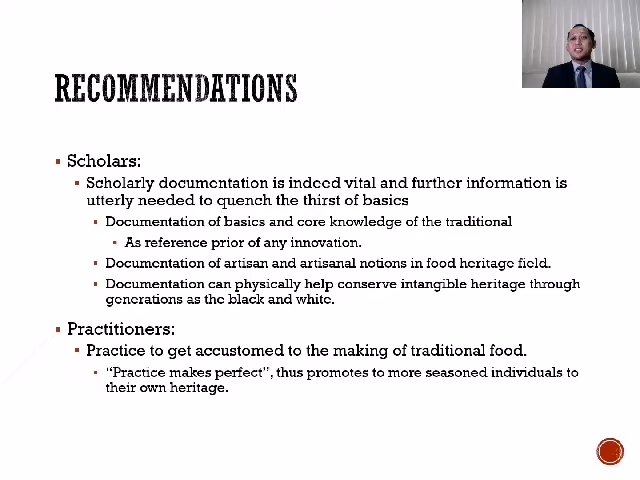 RECOMMENDATIONS
Scholars:
Scholarly documentation is indeed vital and further information is
utterly needed to quench the thirst of basics
Documentation of basics and core knowledge of the traditional
As reference prior of any innovation.
Documentation of artisan and artisanal notions in food heritage field.
Documentation can physically help conserve intangible heritage through
generations as the black and white.
Practitioners:
Practice to get accustomed to the making of traditional food.
"Practice makes perfect", thus promotes to more seasoned individuals to
their own heritage.